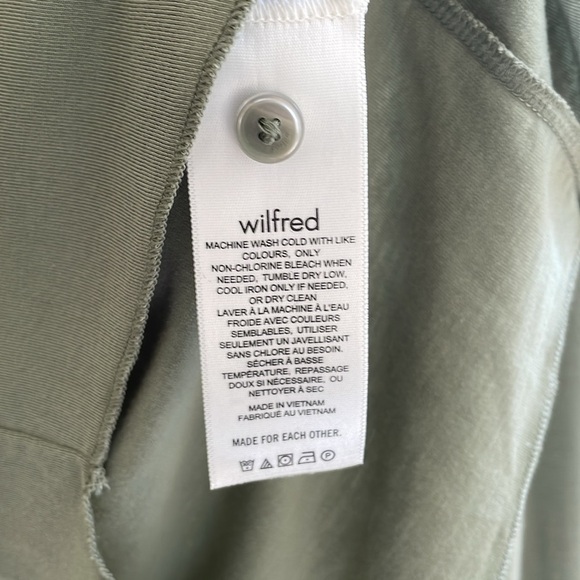 wilfred
MACHINE WASH COLD WITH LIKE
COLOURS, ONLY
NON-CHLORINE BLEACH WHEN
NEEDED, TUMBLE DRY LOW,
COOL IRON ONLY IF NEEDED,
OR DRY CLEAN
LAVER À LA MACHINE À L'EAU
FROIDE AVEC COULEURS
SEMBLABLES, UTILISER
SEULEMENT UN JAVELLISANT
SANS CHLORE AU BESOIN.
SÉCHER À BASSE
TEMPÉRATURE, REPASSAGE
DOUX SI NÉCESSAIRE, OU
NETTOYER À SEC
MADE IN VIETNAM
FABRIQUE AU VIETNAM
MADE FOR EACH OTHER.
P